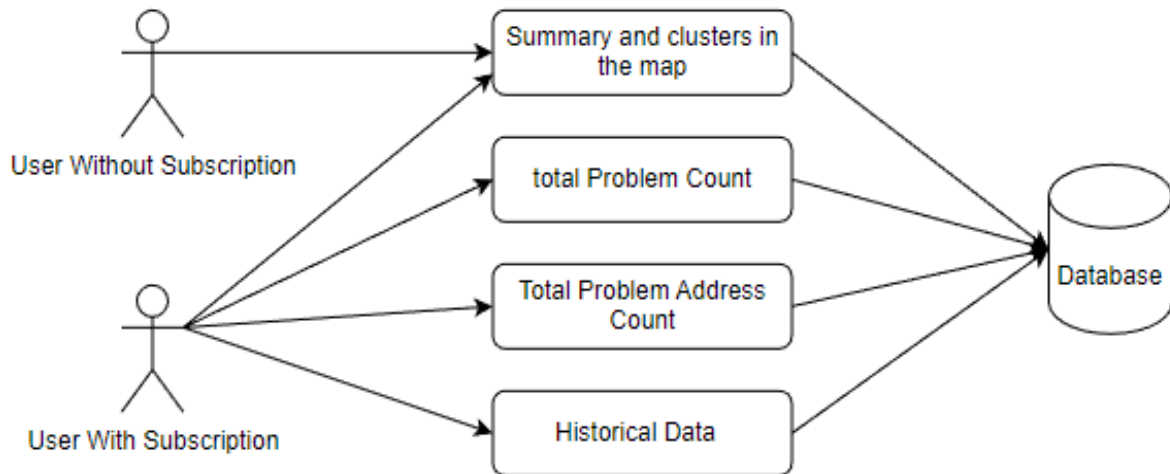 Summary and clusters in
the map
User Without Subscription
total Problem Count
Total Problem Address
Count
Database
User With Subscription
Historical Data